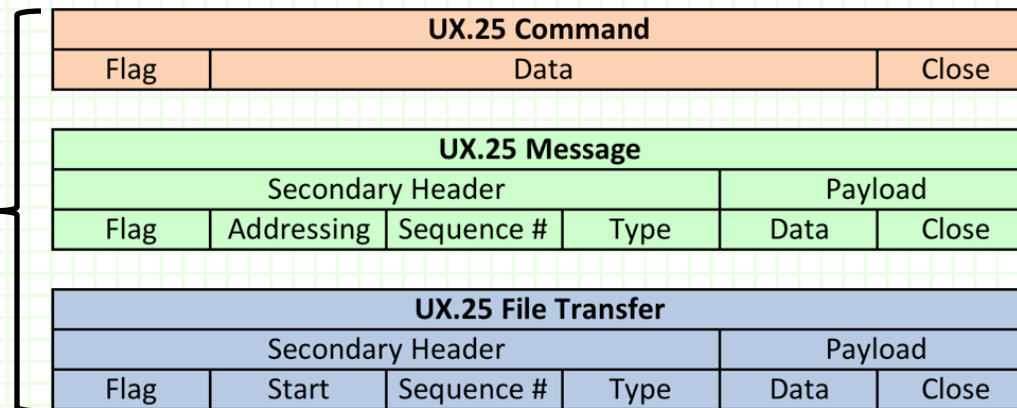 UX.25 Command
Flag Data Close
UX.25 Message
Secondary Header Payload
Flag Addressing Sequence # Type Data Close
UX.25 File Transfer
Secondary Header Payload
Flag Start Sequence # Type Data Close